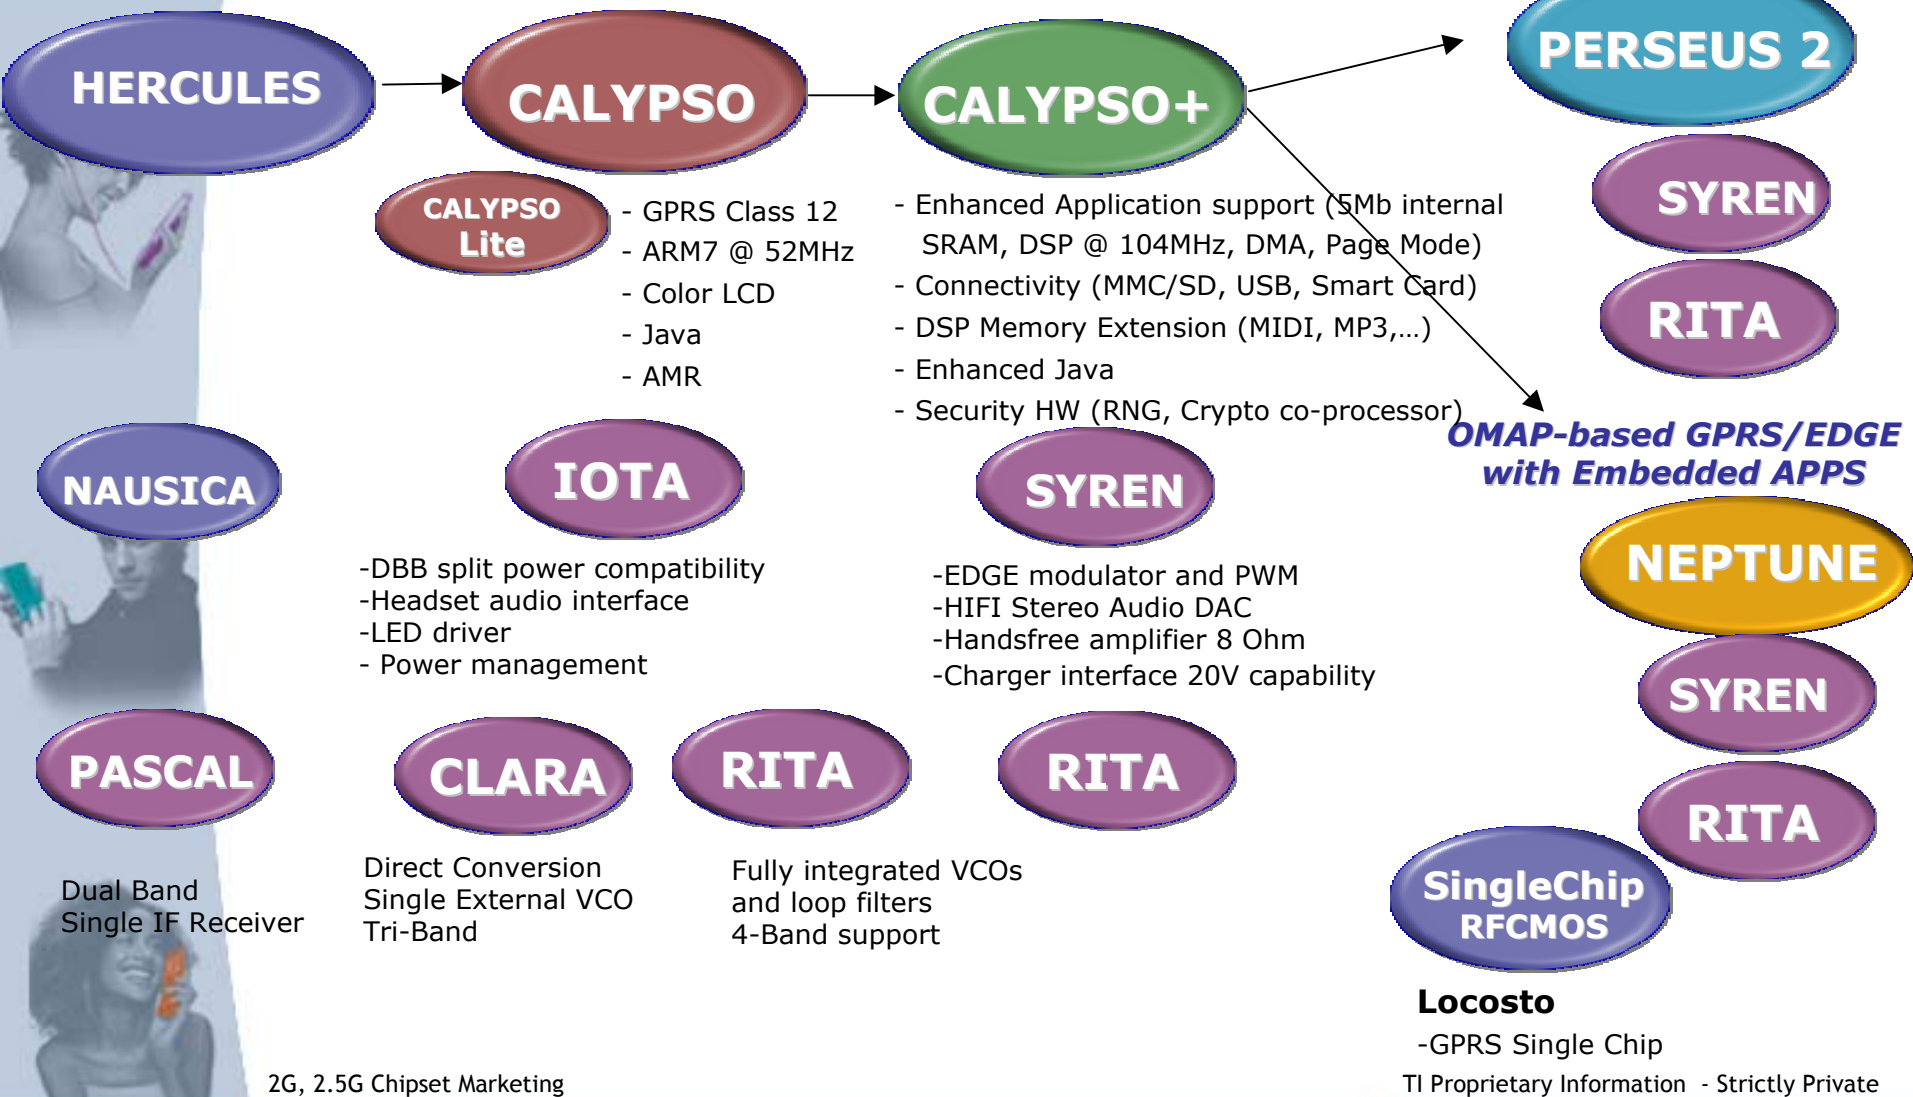 HERCULES
CALYPSO
CALYPSO+
PERSEUS 2
CALYPSO
Lite
- GPRS Class 12
- ARM7 @ 52MHz
- Color LCD
- Java
- AMR
- Enhanced Application support (5Mb internal
SRAM, DSP @ 104MHz, DMA, Page Mode)
- Connectivity (MMC/SD, USB, Smart Card)
- DSP Memory Extension (MIDI, MP3,...)
- Enhanced Java
- Security HW (RNG, Crypto co-processor)
SYREN
RITA
OMAP-based GPRS/EDGE
with Embedded APPS
NAUSICA
IOTA
SYREN
NEPTUNE
-DBB split power compatibility
-Headset audio interface
-LED driver
- Power management
-EDGE modulator and PWM
-HIFI Stereo Audio DAC
-Handsfree amplifier 8 Ohm
-Charger interface 20V capability
SYREN
RITA
PASCAL
CLARA
RITA
RITA
Dual Band
Single IF Receiver
Direct Conversion
Single External VCO
Tri-Band
Fully integrated VCOs
and loop filters
4-Band support
SingleChip
RFCMOS
Locosto
-GPRS Single Chip
2G, 2.5G Chipset Marketing
TI Proprietary Information - Strictly Private